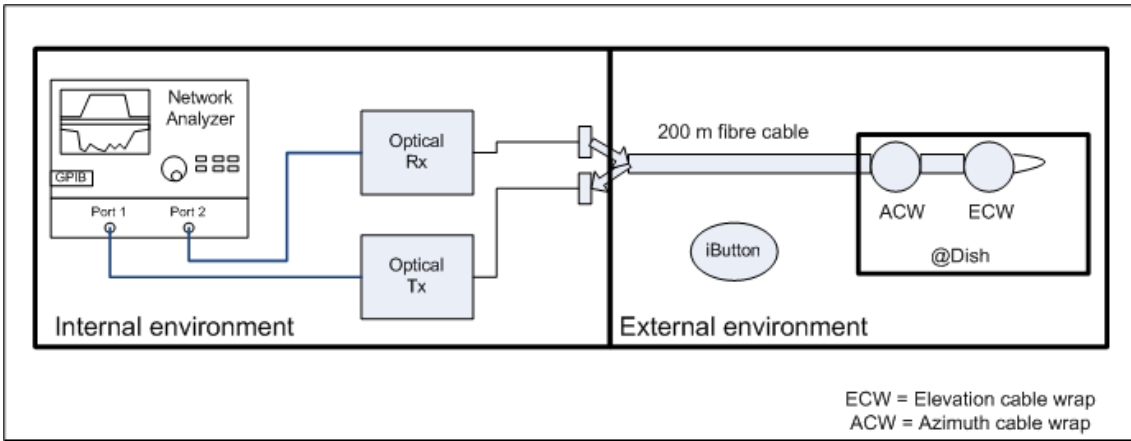 Network
Analyzer
GPIB
Port 1
Port 2
Optical
Rx
Optical
Tx
Internal environment
200 m fibre cable
ACW
ECW
@Dish
iButton
External environment
ECW = Elevation cable wrap
ACW = Azimuth cable wrap